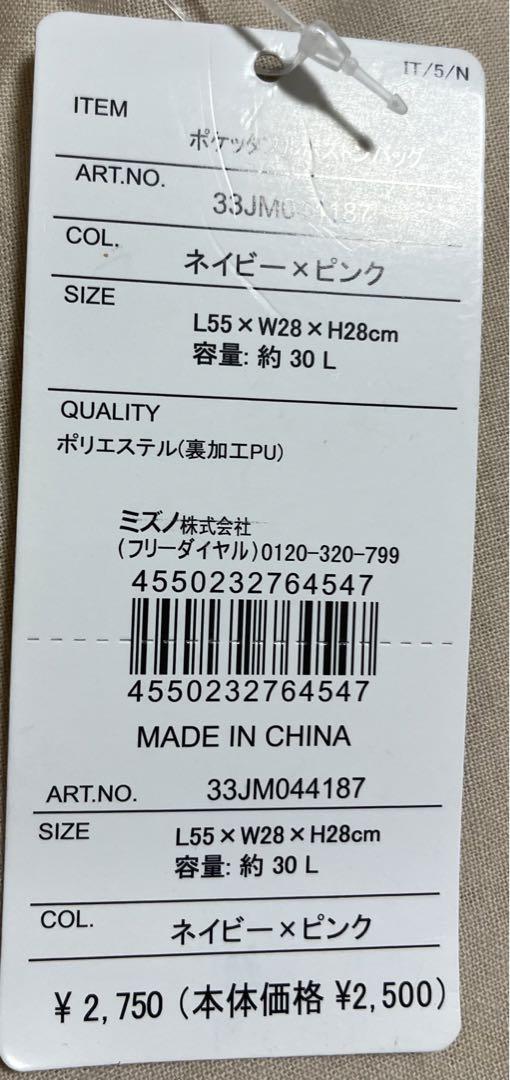 IT/5/N
ITEM
ART.NO.
COL.
ネイビー×ピンク
SIZE
L55×W28×H28cm
容量: 約 30 L
QUALITY
ポリエステル(裏加工PU)
ミズノ株式会社
(フリーダイヤル)0120-320-799
4550232764547
4550232764547
MADE IN CHINA
ART.NO. 33JM044187
SIZE
L55×W28×H28cm
容量: 約 30 L
COL.
ネイビー×ピンク
¥ 2,750 (本体価格 ¥2,500)